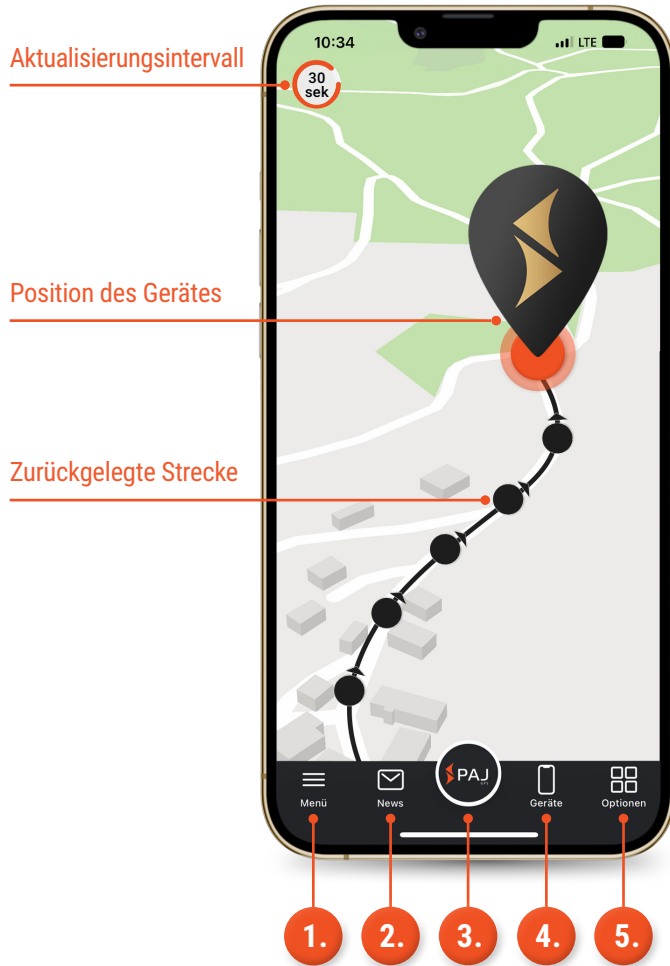 10:34
LTE
Aktualisierungsintervall
30
sek
Position des Gerätes
Zurückgelegte Strecke
PAJ
Menü
News
Geräte
Optionen
1.
2.
3.
4.
5.